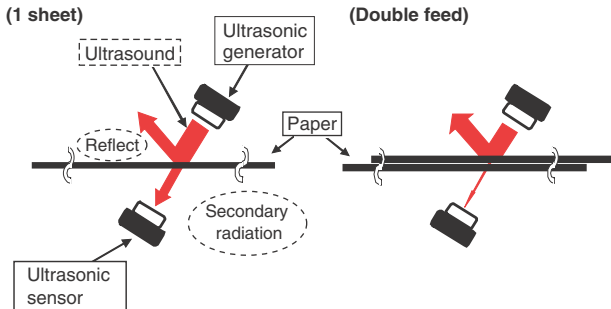 (1 sheet)
(Double feed)
Ultrasonic
generator
Ultrasound
Paper
Reflect
Secondary
radiation
Ultrasonic
sensor